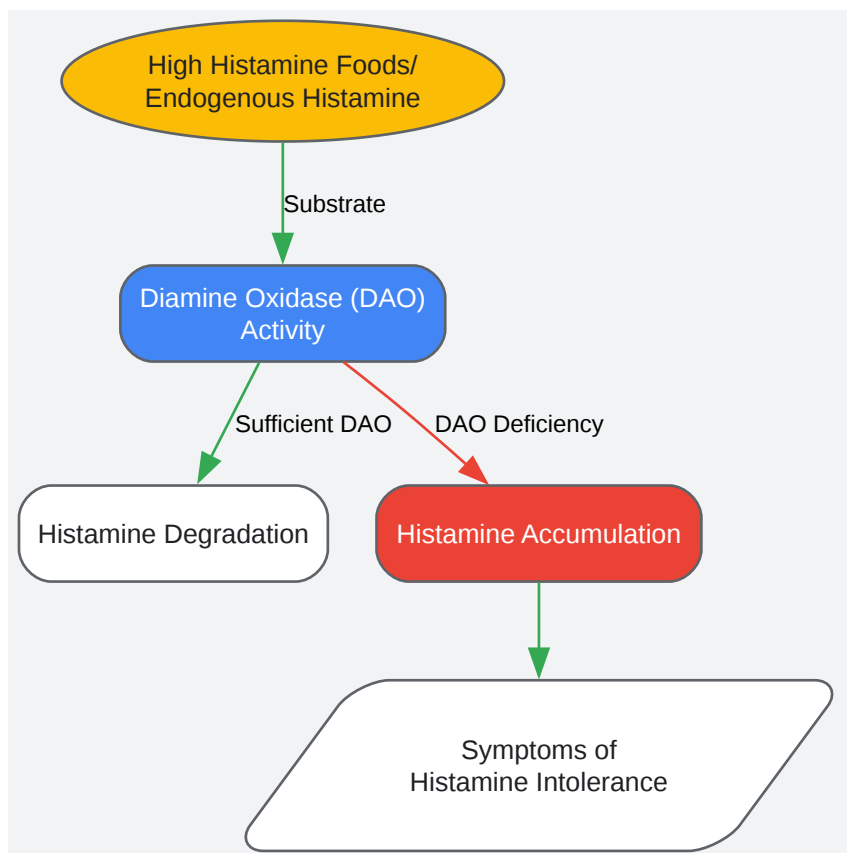 High Histamine Foods/
Endogenous Histamine
Substrate
Diamine Oxidase (DAO)
Activity
Sufficient DAO
DAO Deficiency
Histamine Degradation
Histamine Accumulation
Symptoms of
Histamine Intolerance